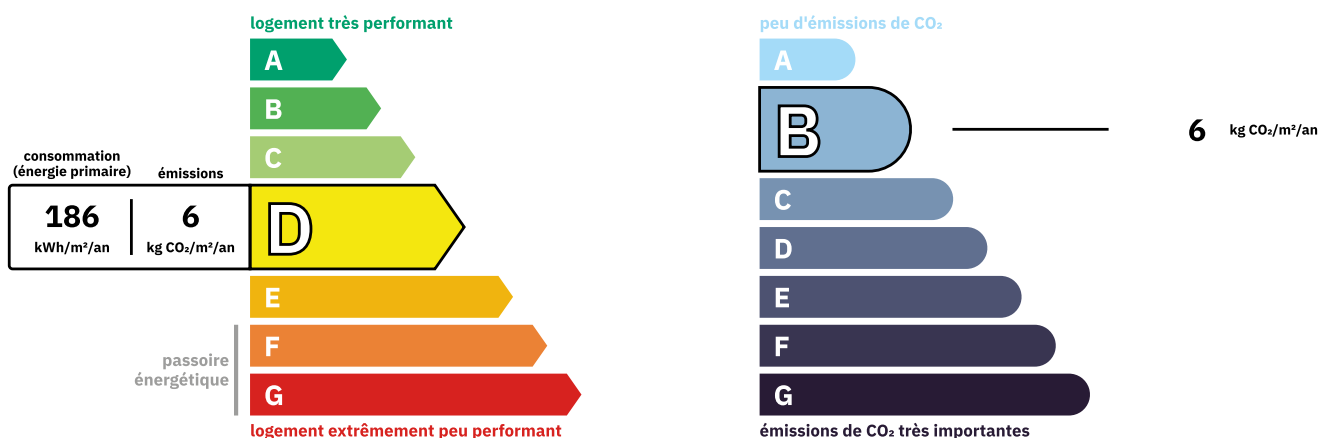 logement très performant
A
B
C
consommation
(énergie primaire)
émissions
186
kWh/m²/an
6
kg CO₂/m²/an
D
E
F
G
passoire
énergétique
logement extrêmement peu performant
peu d'émissions de CO₂
A
B
6 kg CO₂/m²/an
C
D
E
F
G
émissions de CO₂ très importantes